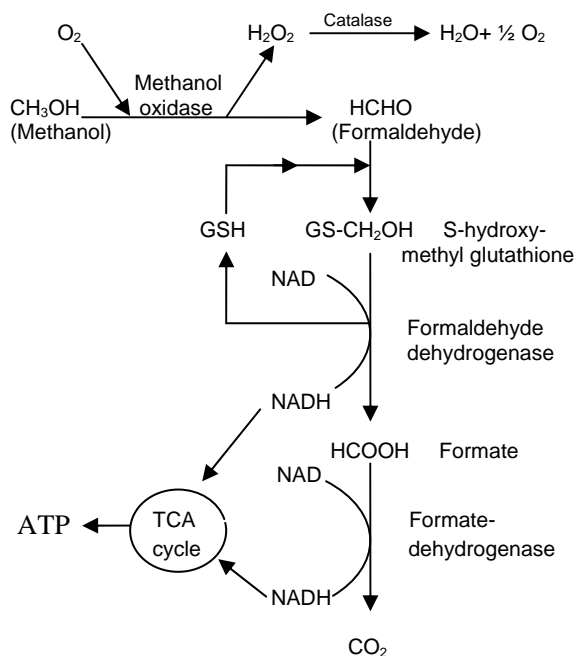 O₂
H₂O₂
Catalase
H₂O+ ½ O₂
Methanol
oxidase
CH₃OH
(Methanol)
HCHO
(Formaldehyde)
GSH
GS-CH₂OH
S-hydroxy-
methyl glutathione
NAD
Formaldehyde
dehydrogenase
NADH
HCOOH
Formate
NAD
ATP
TCA
cycle
Formate-
dehydrogenase
NADH
CO₂